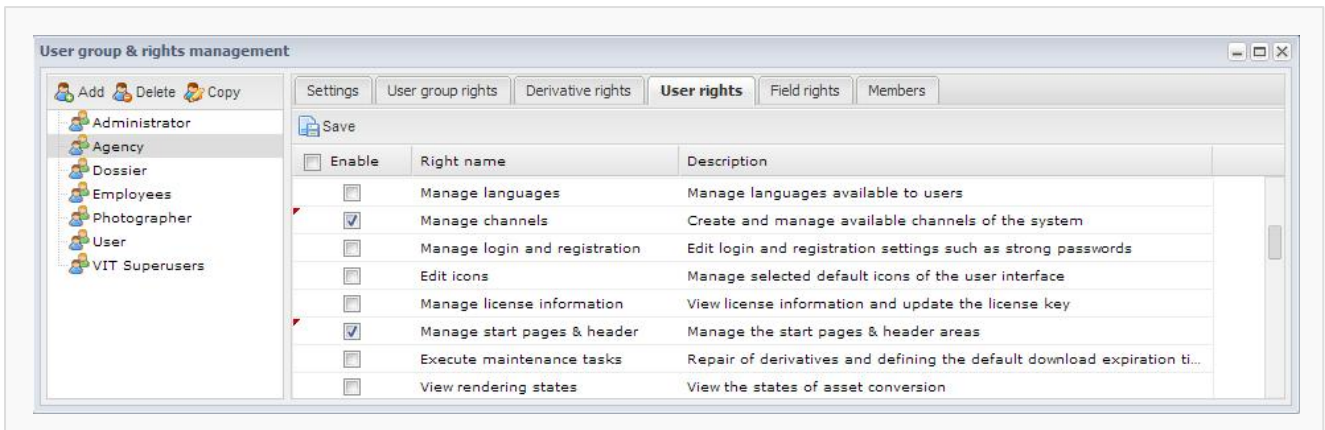 User group & rights management
Add Delete Copy
Administrator
Agency
Dossier
Employees
Photographer
User
VIT Superusers
Settings User group rights Derivative rights User rights Field rights Members
Save
Enable Right name Description
Manage languages Manage languages available to users
Manage channels Create and manage available channels of the system
Manage login and registration Edit login and registration settings such as strong passwords
Edit icons Manage selected default icons of the user interface
Manage license information View license information and update the license key
Manage start pages & header Manage the start pages & header areas
Execute maintenance tasks Repair of derivatives and defining the default download expiration ti...
View rendering states View the states of asset conversion